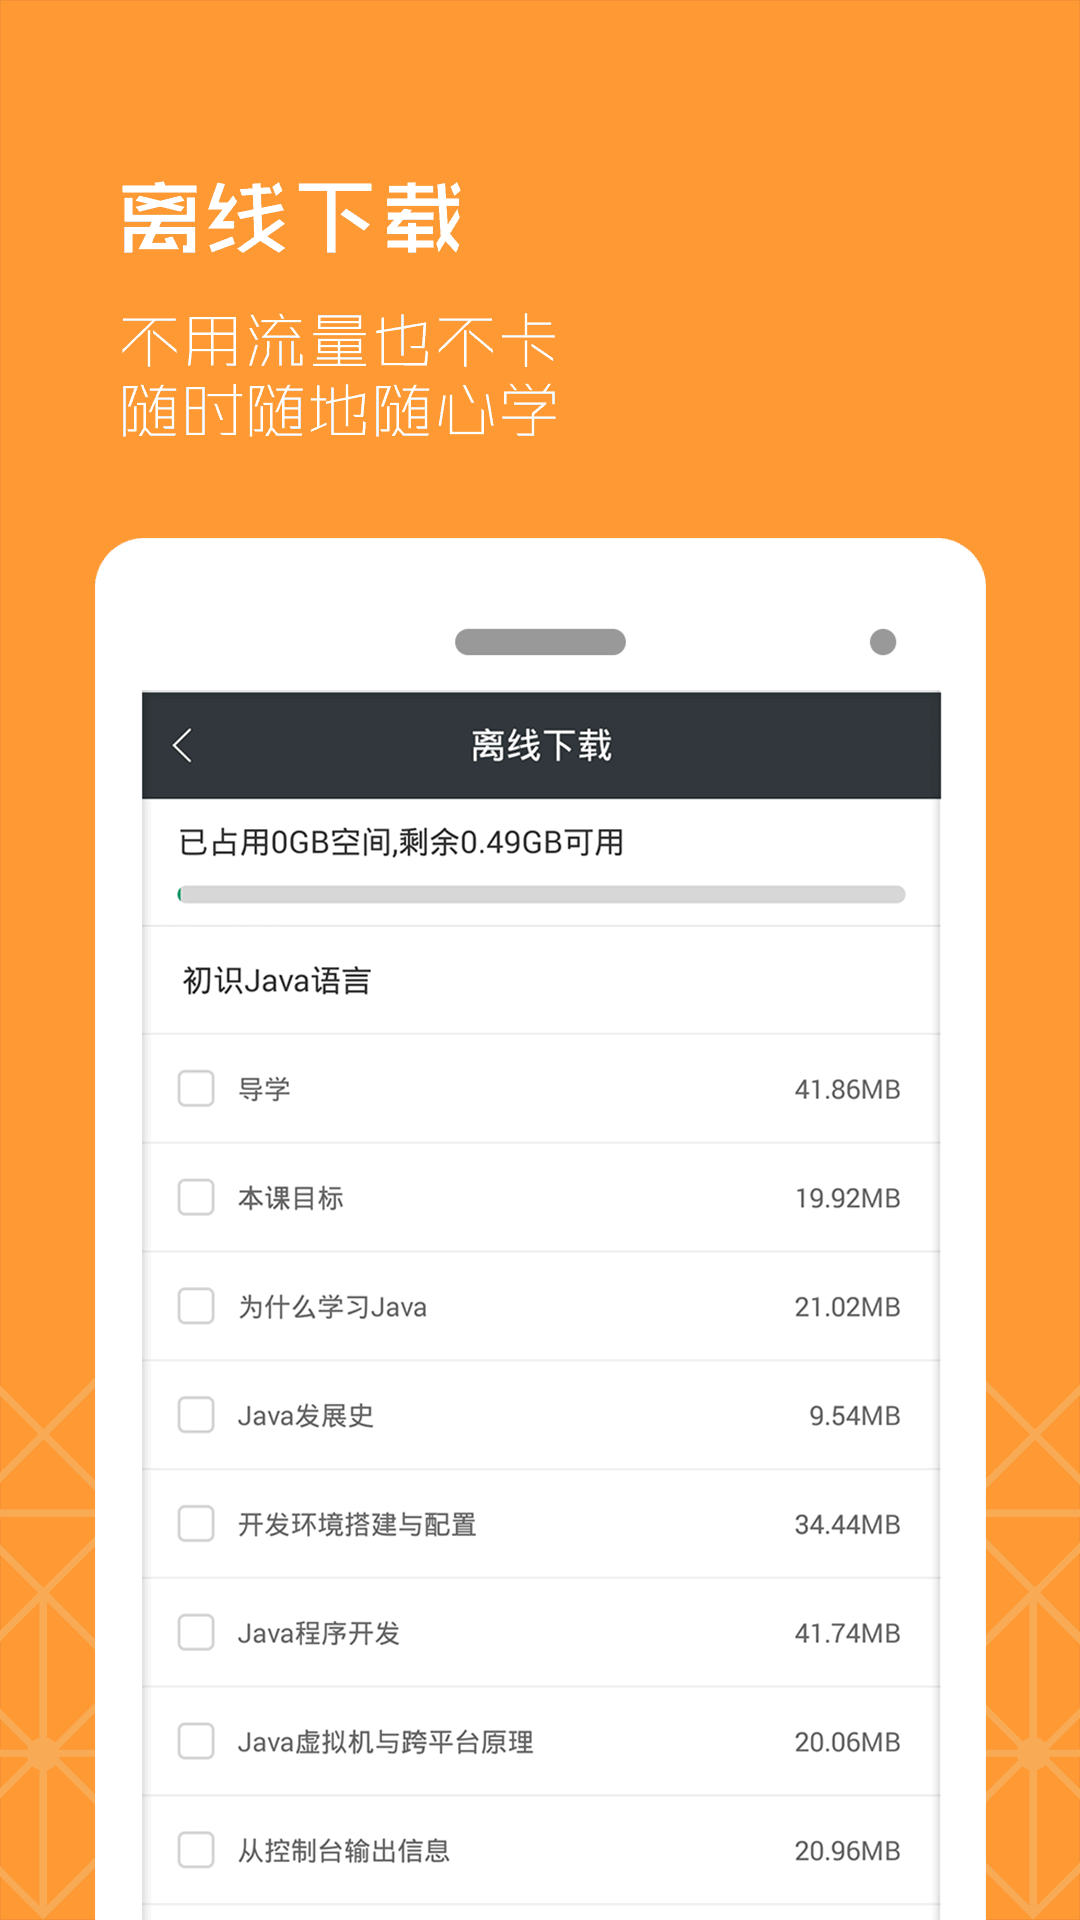 离线下载
不用流量也不卡
随时随地随心学
离线下载
已占用0GB空间,剩余0.49GB可用
初识Java语言
导学 41.86MB
本课目标 19.92MB
为什么学习Java 21.02MB
Java发展史 9.54MB
开发环境搭建与配置 34.44MB
Java程序开发 41.74MB
Java虚拟机与跨平台原理 20.06MB
从控制台输出信息 20.96MB